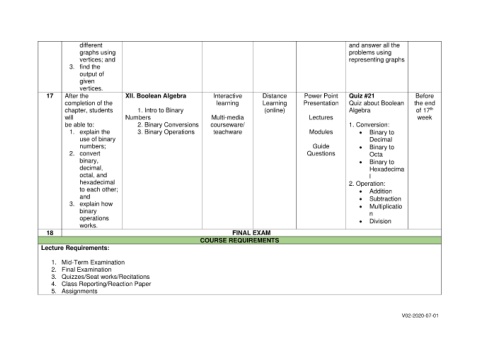 different
graphs using
vertices; and
3. find the
output of
given
vertices.
and answer all the
problems using
representing graphs
17
After the
completion of the
chapter, students
will
be able to:
1. explain the
use of binary
numbers;
2. convert
binary,
decimal,
octal, and
hexadecimal
to each other;
and
3. explain how
binary
operations
works.
XII. Boolean Algebra
1. Intro to Binary
Numbers
2. Binary Conversions
3. Binary Operations
Interactive
learning
Multi-media
courseware/
teachware
Distance
Learning
(online)
Power Point
Presentation
Lectures
Modules
Guide
Questions
Quiz #21
Quiz about Boolean
Algebra
1. Conversion:
• Binary to
Decimal
• Binary to
Octa
• Binary to
Hexadecima
l
2. Operation:
• Addition
• Subtraction
• Multiplicatio
n
• Division
Before
the end
of 17th
week
18
FINAL EXAM
COURSE REQUIREMENTS
Lecture Requirements:
1. Mid-Term Examination
2. Final Examination
3. Quizzes/Seat works/Recitations
4. Class Reporting/Reaction Paper
5. Assignments
V02-2020-07-01